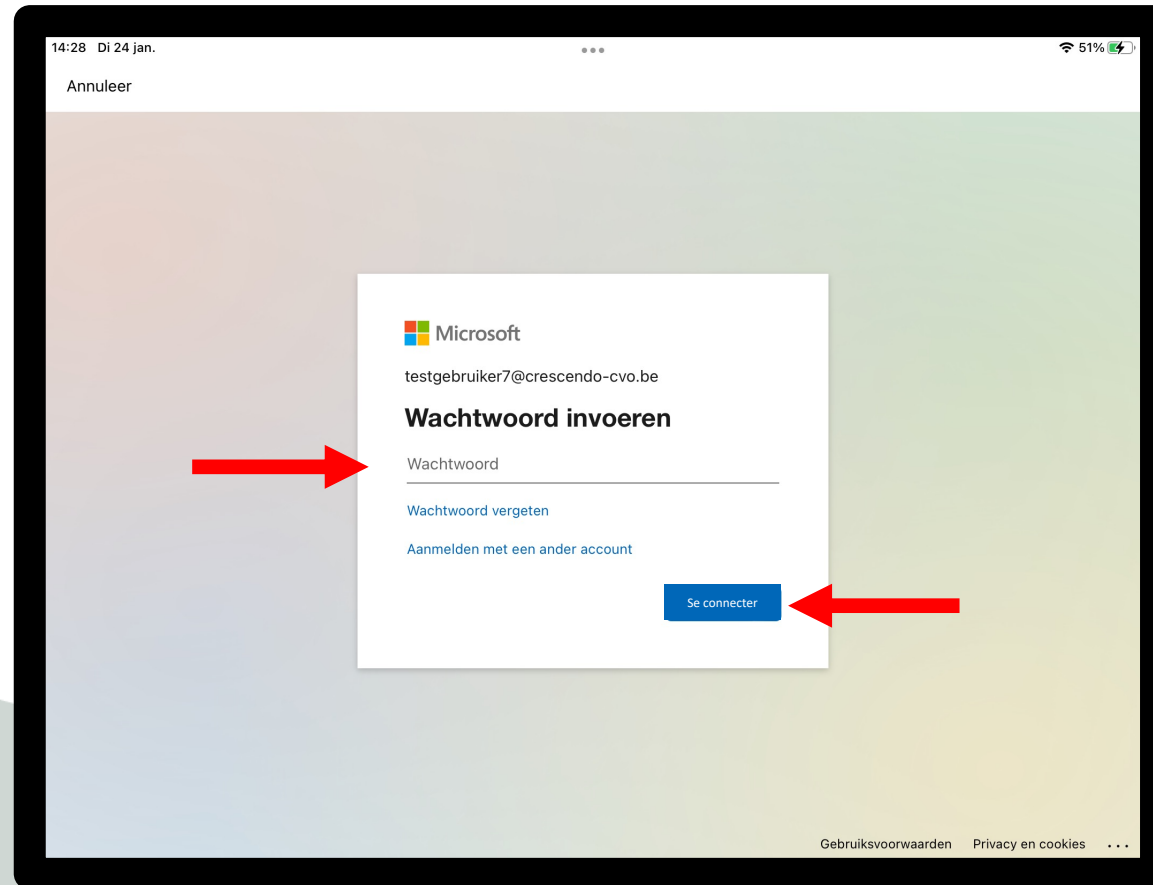 14:28 Di 24 jan.
51%
Annuleer
Microsoft
testgebruiker7@crescendo-cvo.be
Wachtwoord invoeren
Wachtwoord
Wachtwoord vergeten
Aanmelden met een ander account
Se connecter
Gebruiksvoorwaarden Privacy en cookies ...